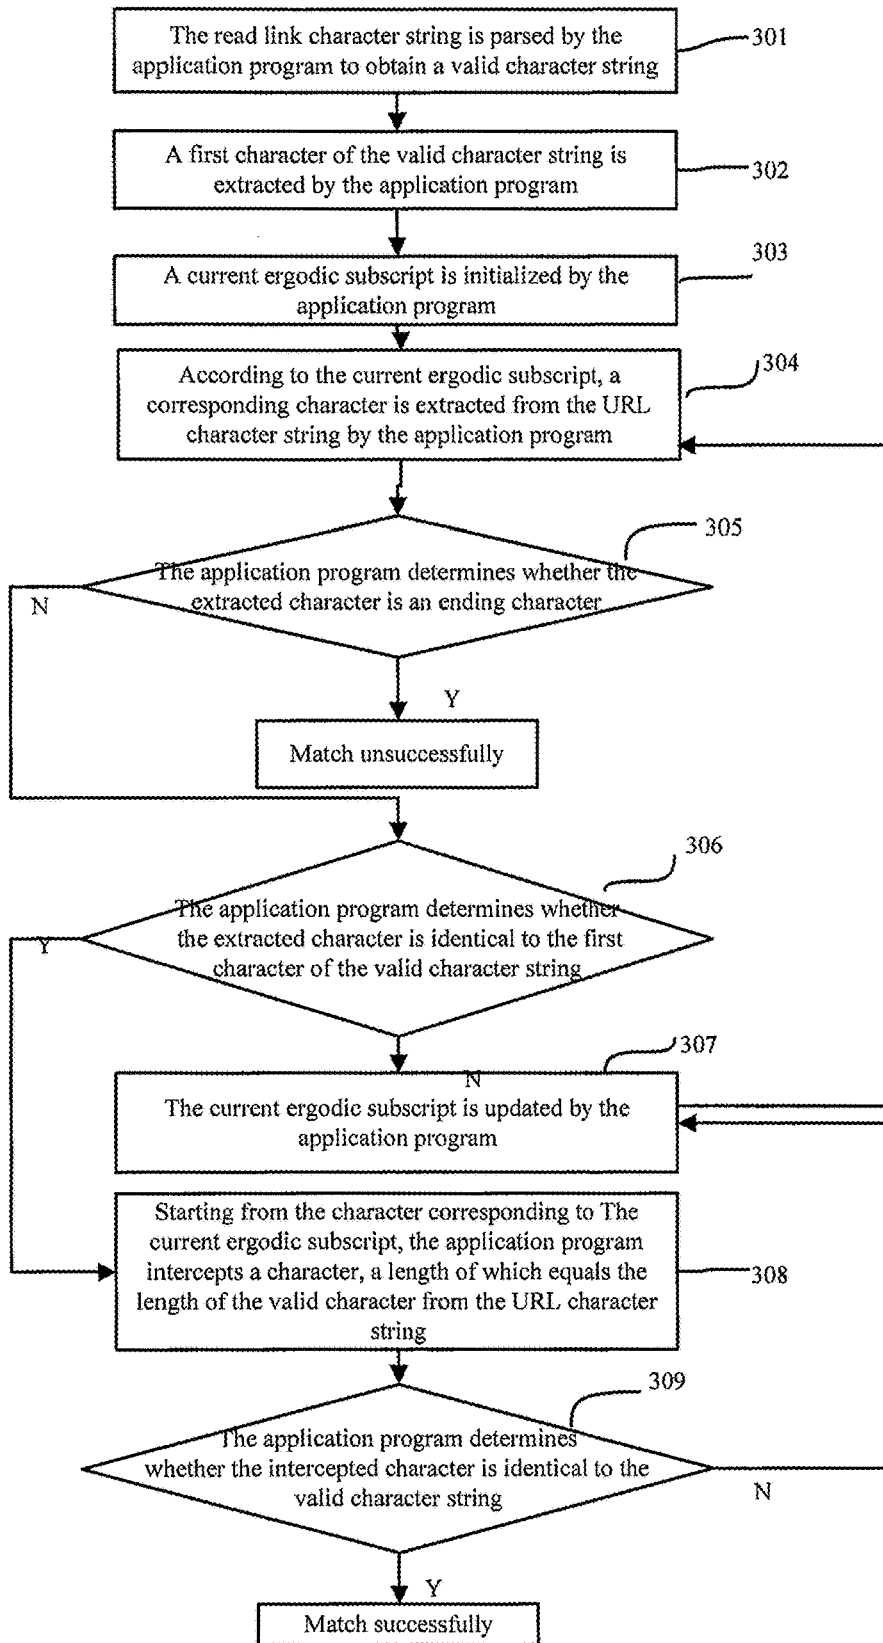 The read link character string is parsed by the
application program to obtain a valid character string
301
A first character of the valid character string is
extracted by the application program
302
303
A current ergodic subscript is initialized by the
application program
304
According to the current ergodic subscript, a
corresponding character is extracted from the URL
character string by the application program
305
The application program determines whether the
extracted character is an ending character
N
Y
Match unsuccessfully
306
The application program determines whether
the extracted character is identical to the first
character of the valid character string
Y
307
N
The current ergodic subscript is updated by the
application program
Starting from the character corresponding to The
current ergodic subscript, the application program
intercepts a character, a length of which equals the
length of the valid character from the URL character
string
308
309
The application program determines
whether the intercepted character is identical to the
valid character string
N
Y
Match successfully